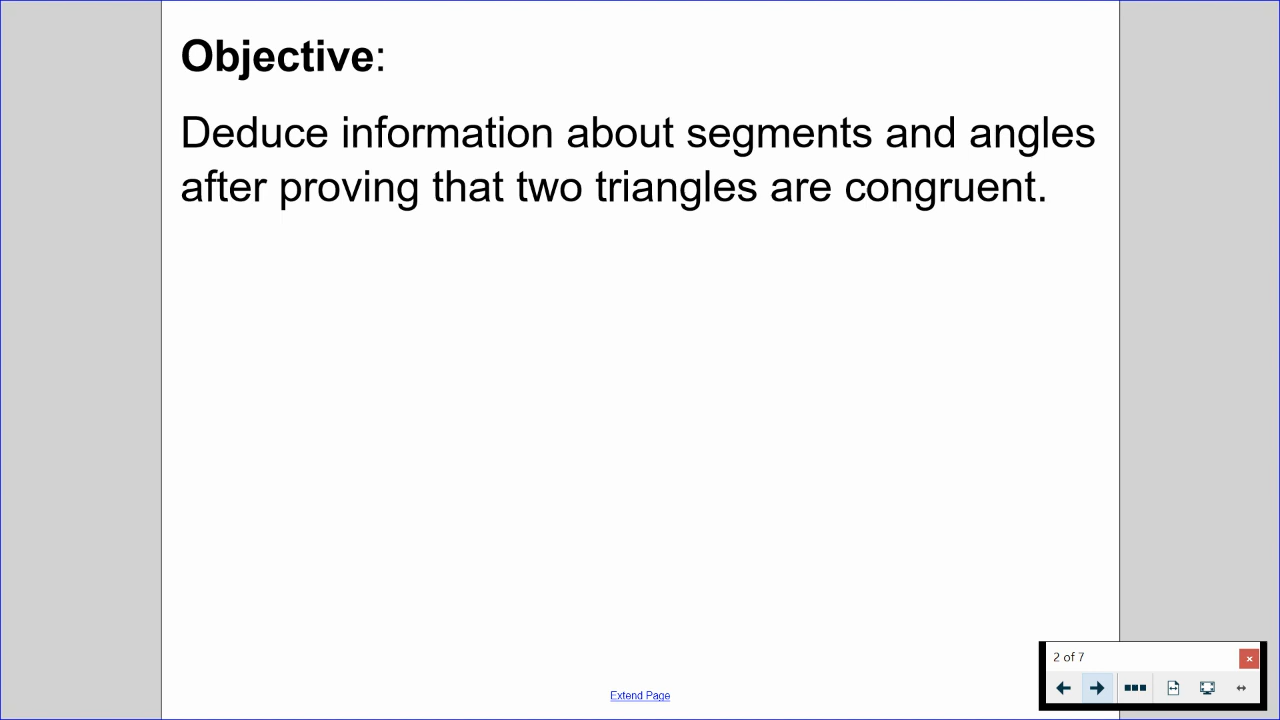 Objective:
Deduce information about segments and angles
after proving that two triangles are congruent.
2 of 7
Extend Page